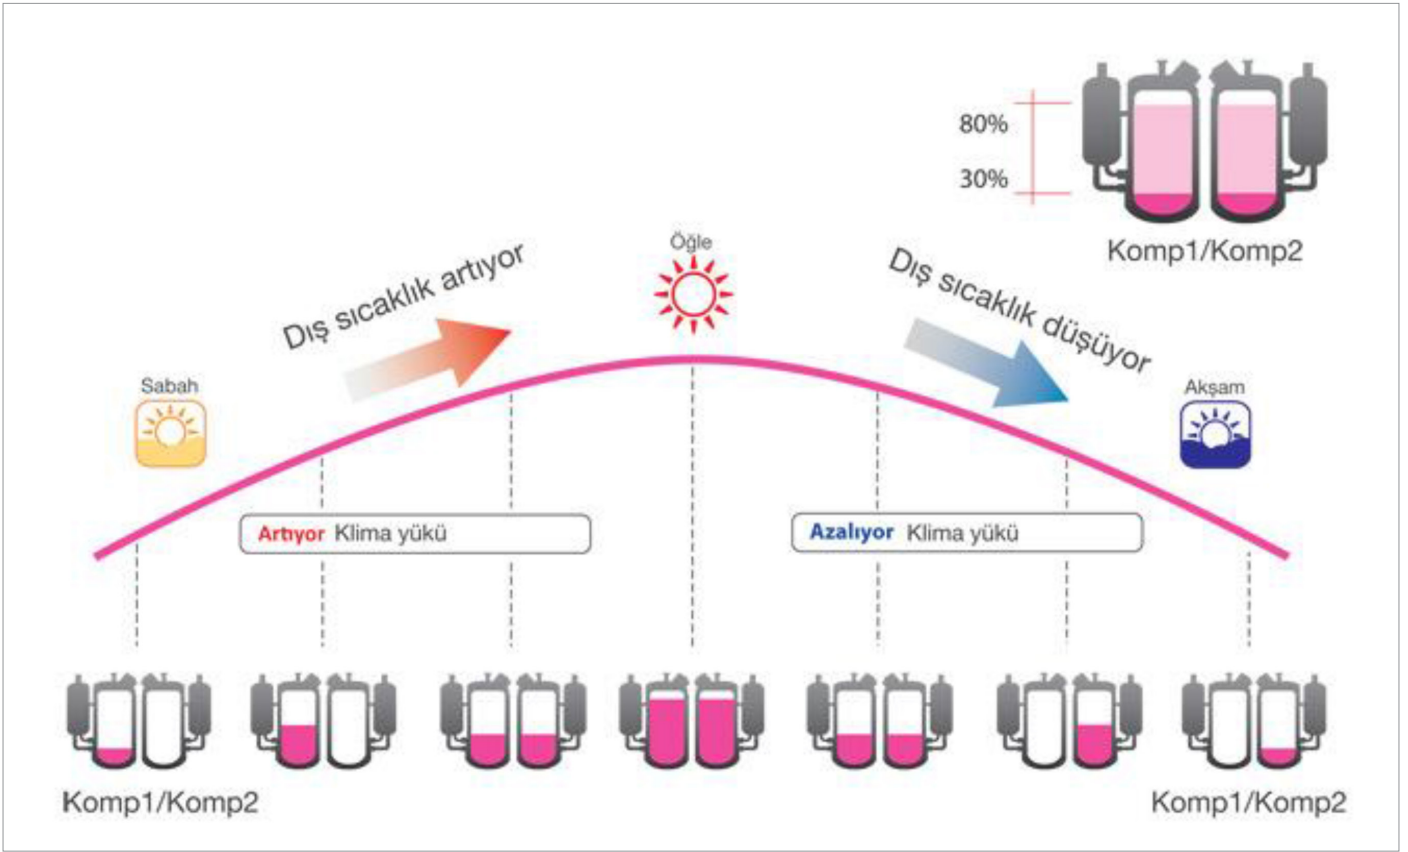 80%
30%
Komp1/Komp2
Öğle
Dış sıcaklık artıyor
Dış sıcaklık düşüyor
Sabah
Akşam
Artıyor Klima yükü
Azalıyor Klima yükü
Komp1/Komp2
Komp1/Komp2